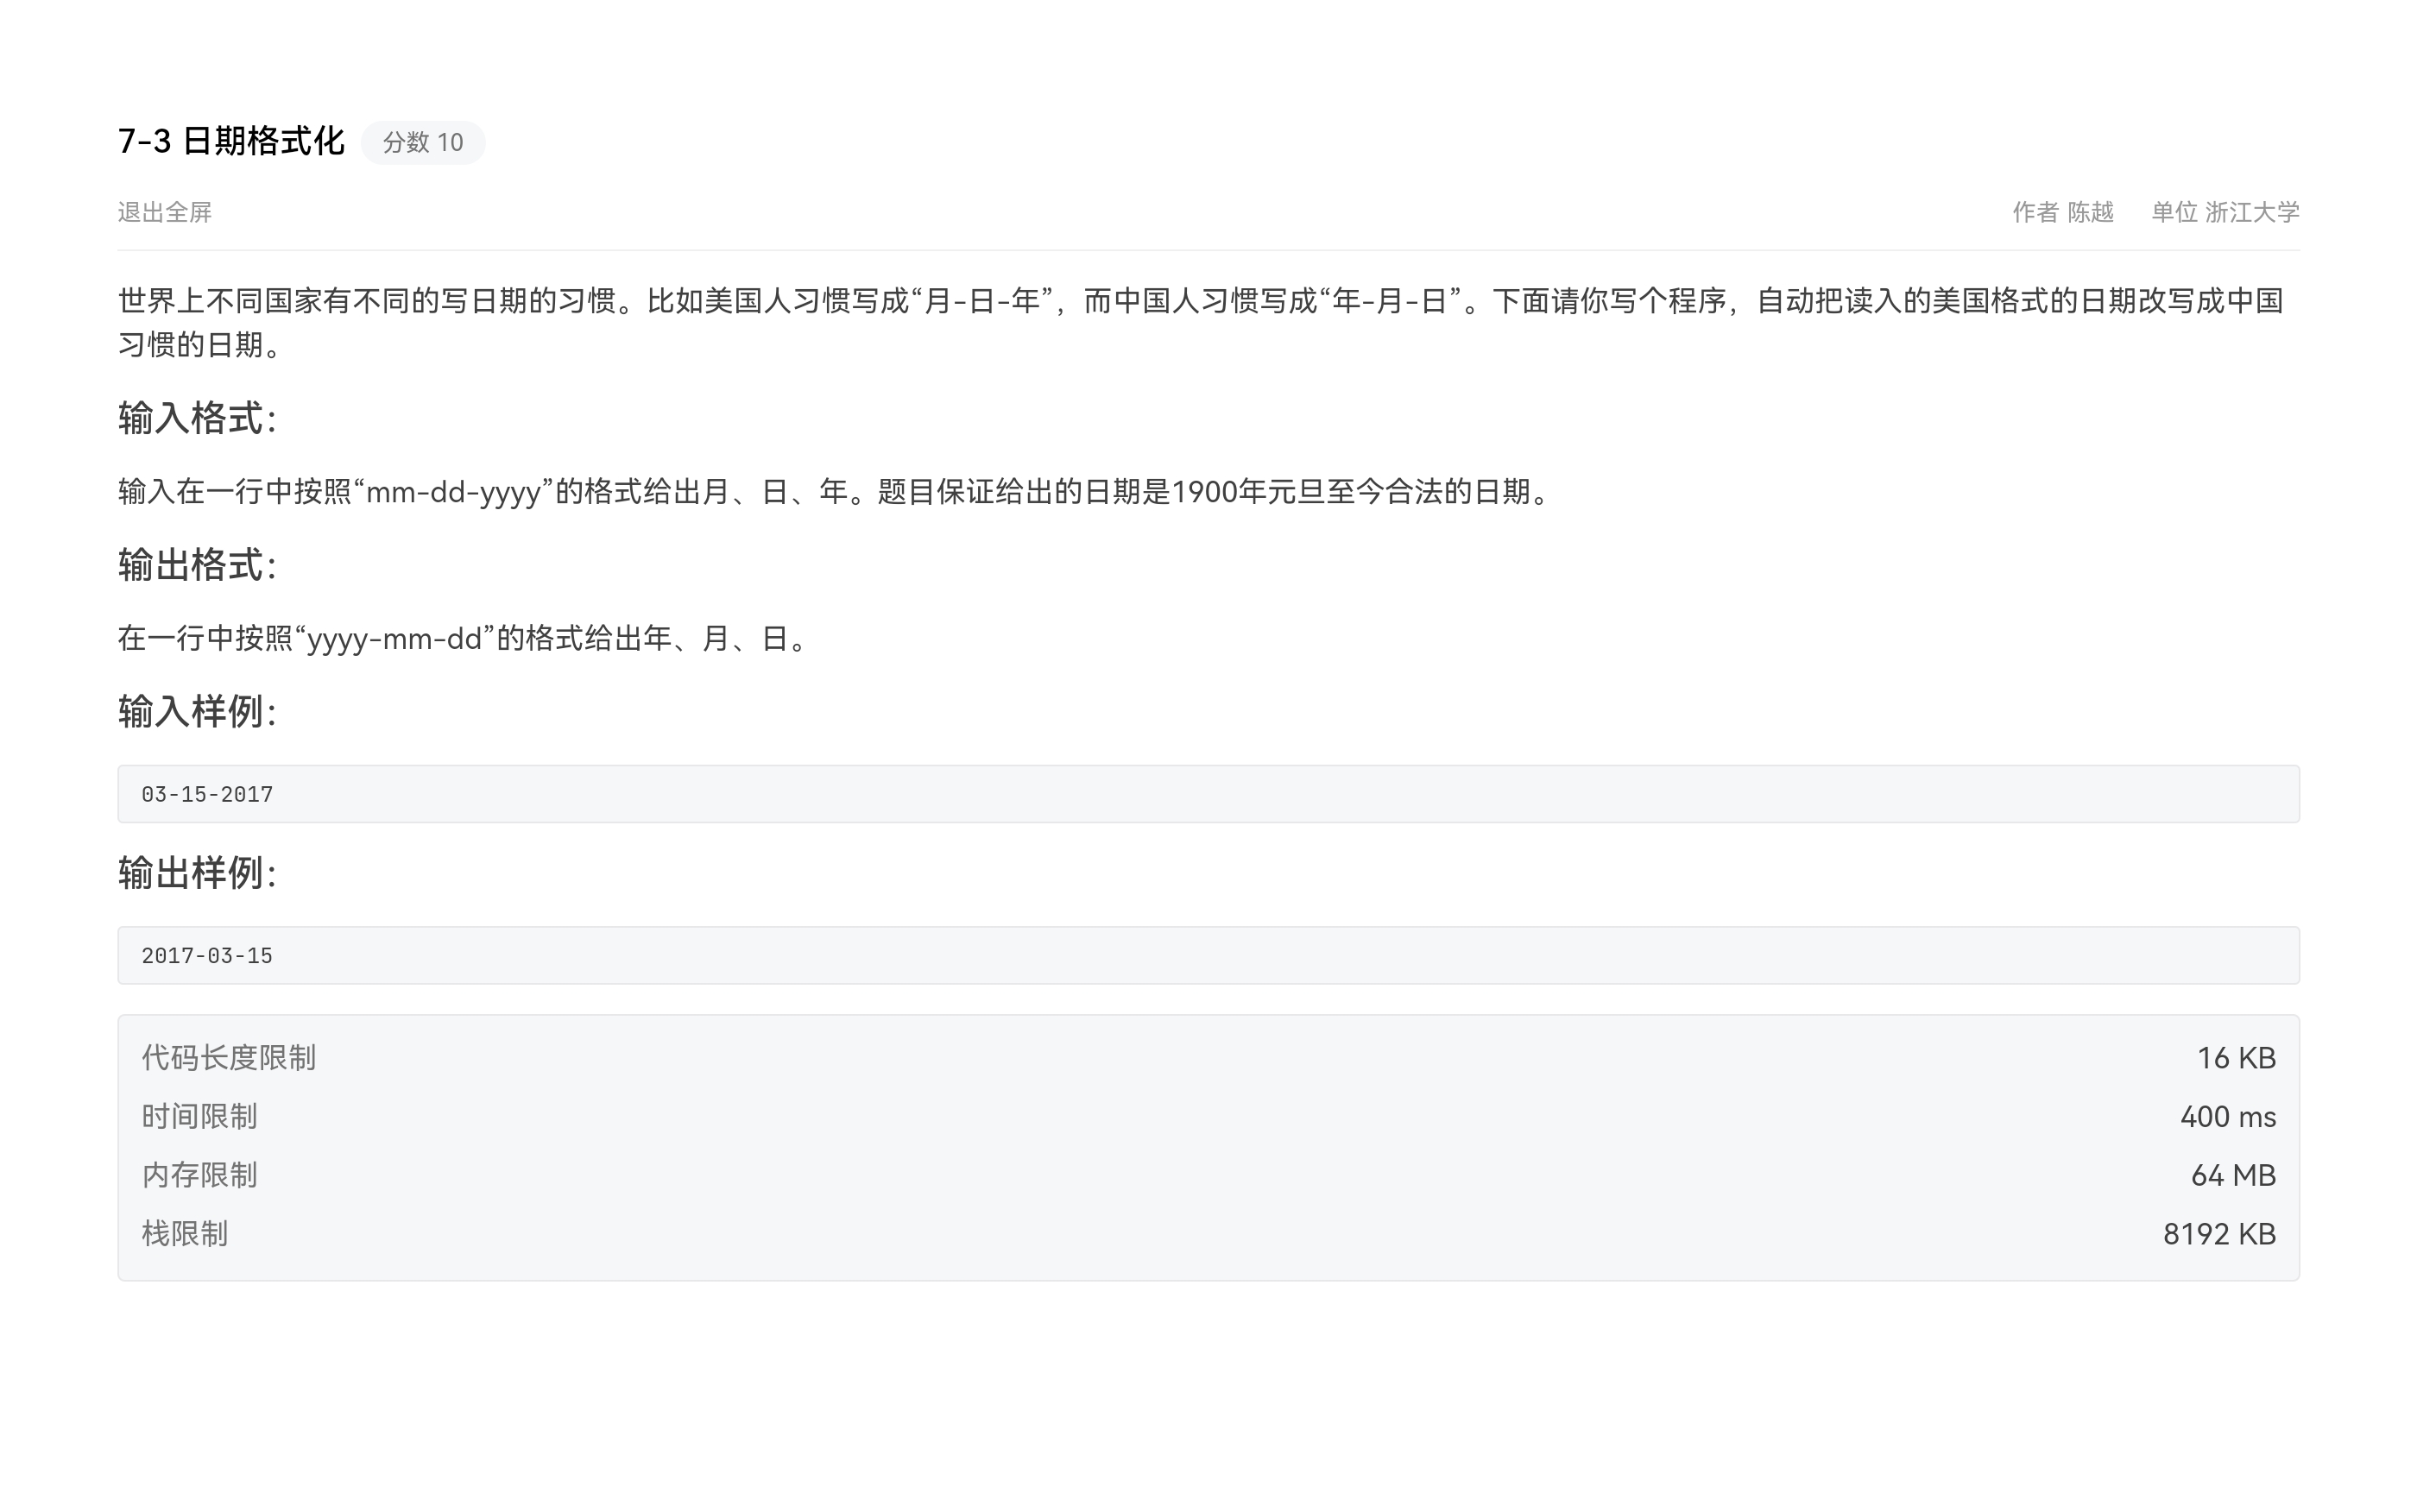 7-3 日期格式化 分数 10
退出全屏 作者 陈越 单位 浙江大学
世界上不同国家有不同的写日期的习惯。比如美国人习惯写成“月-日-年”，而中国人习惯写成“年-月-日”。下面请你写个程序，自动把读入的美国格式的日期改写成中国
习惯的日期。
输入格式：
输入在一行中按照“mm-dd-yyyy”的格式给出月、日、年。题目保证给出的日期是1900年元旦至今合法的日期。
输出格式：
在一行中按照“yyyy-mm-dd”的格式给出年、月、日。
输入样例：
03-15-2017
输出样例：
2017-03-15
代码长度限制 16 KB
时间限制 400 ms
内存限制 64 MB
栈限制 8192 KB